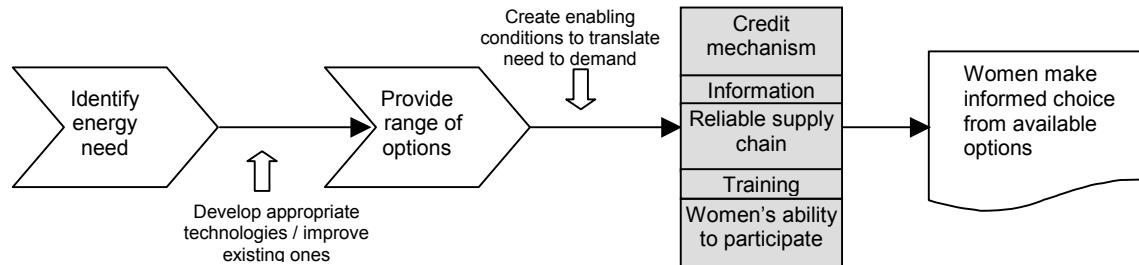 Identify
energy
need
Develop appropriate
technologies / improve
existing ones
Provide
range of
options
Create enabling
conditions to translate
need to demand
Credit
mechanism
Information
Reliable supply
chain
Training
Women's ability
to participate
Women make
informed choice
from available
options